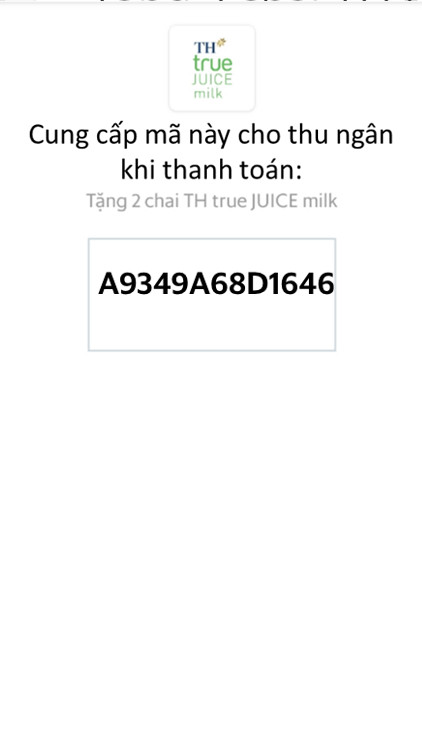 TH
true
JUICE
milk
Cung cấp mã này cho thu ngân
khi thanh toán:
Tặng 2 chai TH true JUICE milk
A9349A68D1646